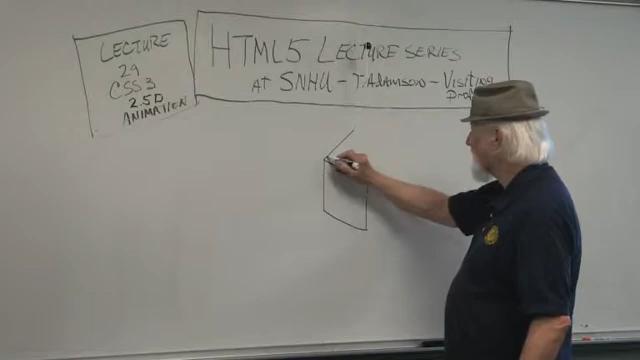 LECTURE
29
CSS3
2.5D
ANIMATION
HTML5 LECTURE SERIES
AT SNHU - T. ADAMSON - VISITING